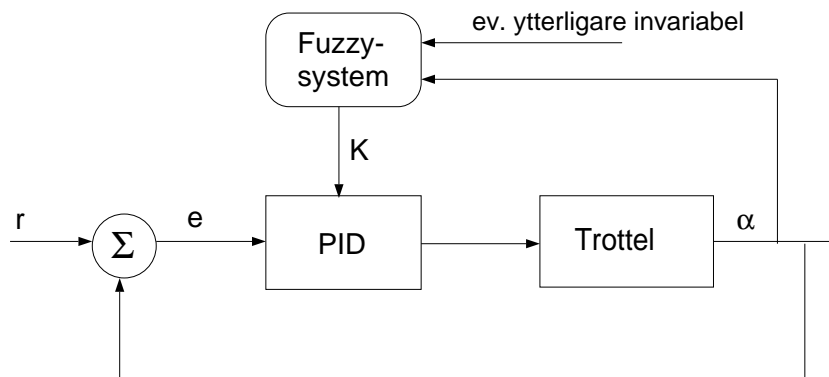 Fuzzy-
system
ev. ytterligare invariabel
K
r
Σ
e
PID
Trottel
α